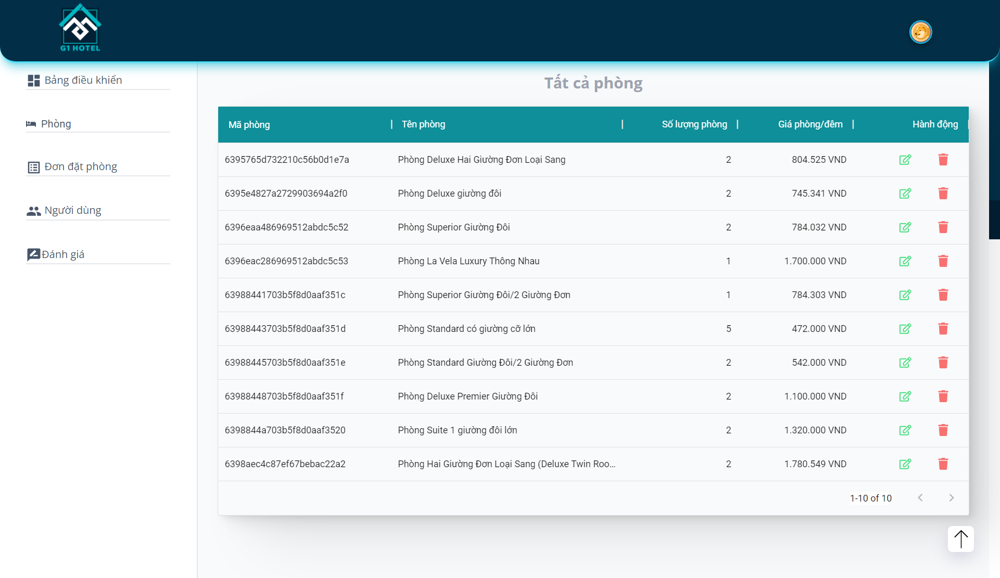 G1 HOTEL
Bảng điều khiển
Phòng
Đơn đặt phòng
Người dùng
Đánh giá
Tất cả phòng
Mã phòng | Tên phòng | Số lượng phòng | Giá phòng/đêm | Hành động
6395765d732210c56b0d1e7a Phòng Deluxe Hai Giường Đơn Loại Sang 2 804.525 VND
6395e4827a2729903694a2f0 Phòng Deluxe giường đôi 2 745.341 VND
6396eaa486969512abdc5c52 Phòng Superior Giường Đôi 2 784.032 VND
6396eac286969512abdc5c53 Phòng La Vela Luxury Thông Nhau 1 1.700.000 VND
63988441703b5f8d0aaf351c Phòng Superior Giường Đôi/2 Giường Đơn 1 784.303 VND
63988443703b5f8d0aaf351d Phòng Standard có giường cỡ lớn 5 472.000 VND
63988445703b5f8d0aaf351e Phòng Standard Giường Đôi/2 Giường Đơn 2 542.000 VND
63988448703b5f8d0aaf351f Phòng Deluxe Premier Giường Đôi 2 1.100.000 VND
6398844a703b5f8d0aaf3520 Phòng Suite 1 giường đôi lớn 2 1.320.000 VND
6398aec4c87ef67bebac22a2 Phòng Hai Giường Đơn Loại Sang (Deluxe Twin Roo... 2 1.780.549 VND
1-10 of 10